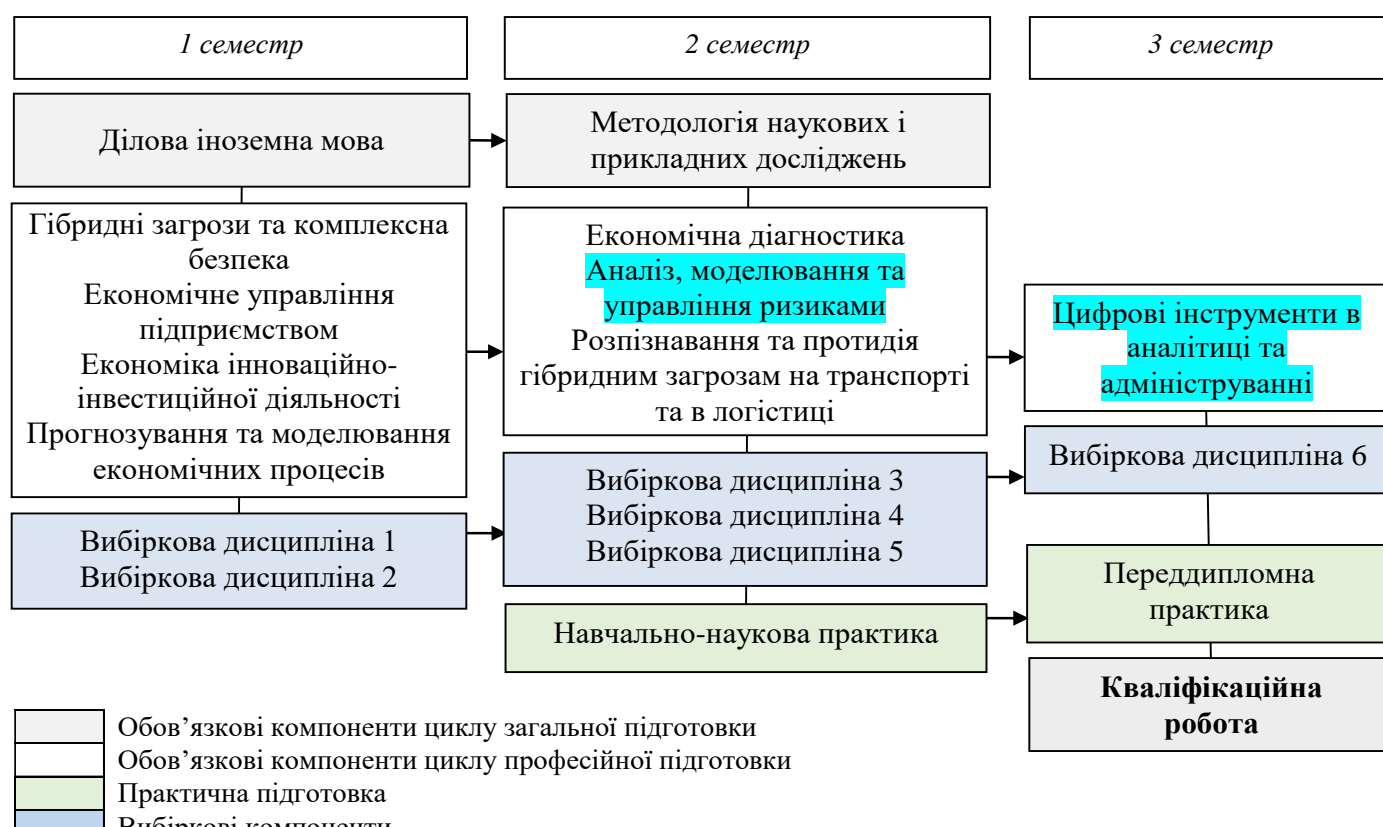 1 семестр
2 семестр
3 семестр
Ділова іноземна мова
Методологія наукових і
прикладних досліджень
Гібридні загрози та комплексна
безпека
Економічне управління
підприємством
Економіка інноваційно-
інвестиційної діяльності
Прогнозування та моделювання
економічних процесів
Економічна діагностика
Аналіз, моделювання та
управління ризиками
Розпізнавання та протидія
гібридним загрозам на транспорті
та в логістиці
Цифрові інструменти в
аналітиці та
адмініструванні
Вибіркова дисципліна 1
Вибіркова дисципліна 2
Вибіркова дисципліна 3
Вибіркова дисципліна 4
Вибіркова дисципліна 5
Вибіркова дисципліна 6
Навчально-наукова практика
Переддипломна
практика
Кваліфікаційна
робота
Обов’язкові компоненти циклу загальної підготовки
Обов’язкові компоненти циклу професійної підготовки
Практична підготовка
Вибіркові компоненти